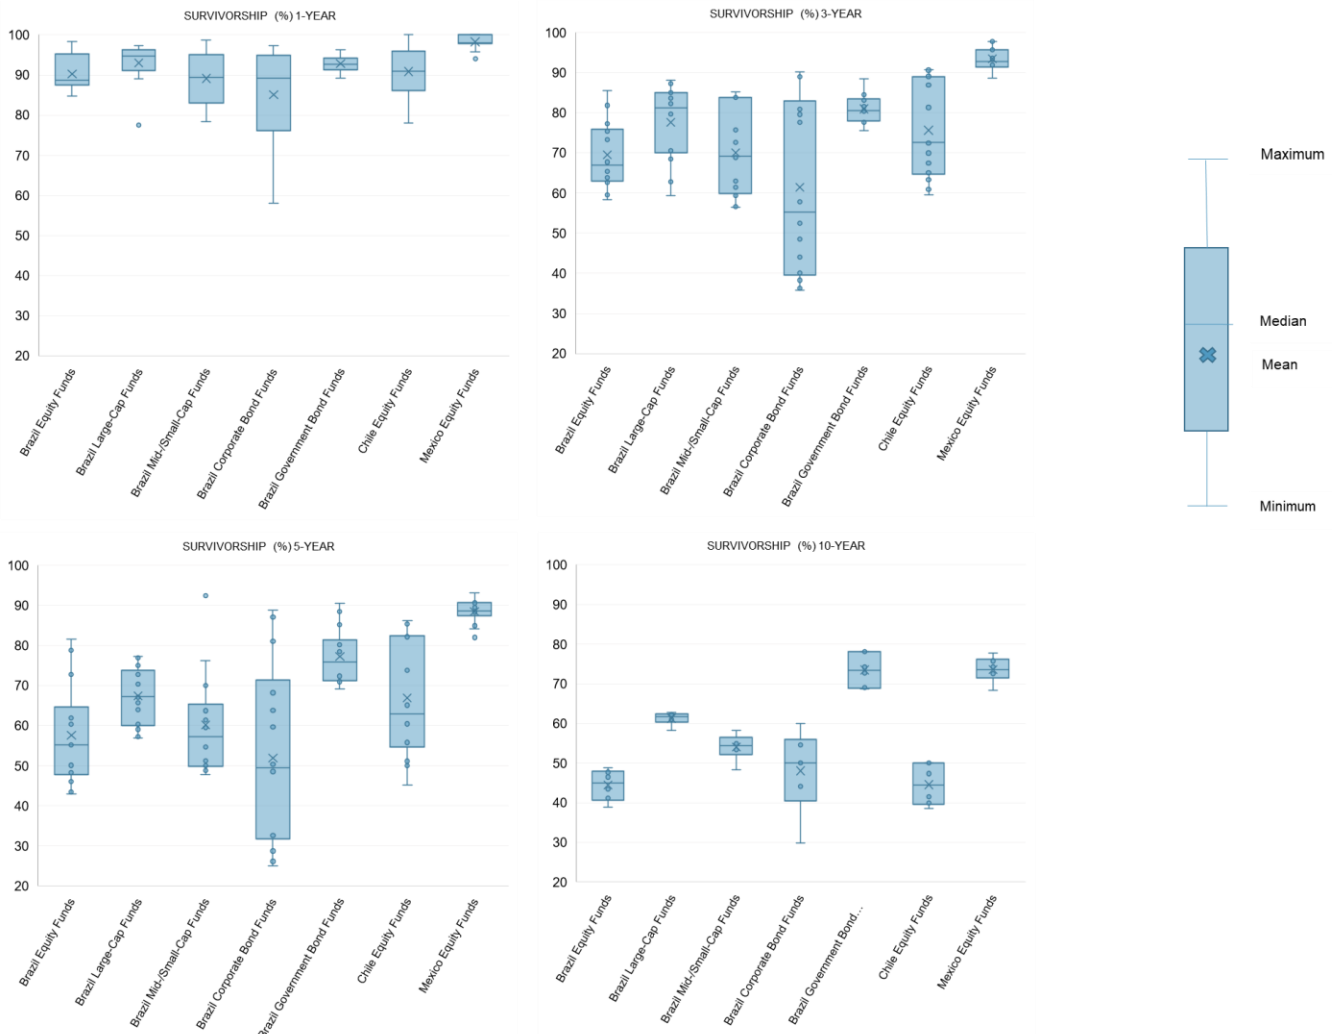 SURVIVORSHIP (%) 1-YEAR
100
90
80
70
60
50
40
30
20
Brazil Equity Funds
Brazil Large-Cap Funds
Brazil Mid-/Small-Cap Funds
Brazil Corporate Bond Funds
Brazil Government Bond Funds
Chile Equity Funds
Mexico Equity Funds
SURVIVORSHIP (%) 3-YEAR
100
90
80
70
60
50
40
30
20
Brazil Equity Funds
Brazil Large-Cap Funds
Brazil Mid-/Small-Cap Funds
Brazil Corporate Bond Funds
Brazil Government Bond Funds
Chile Equity Funds
Mexico Equity Funds
Maximum
Median
Mean
Minimum
SURVIVORSHIP (%) 5-YEAR
100
90
80
70
60
50
40
30
20
Brazil Equity Funds
Brazil Large-Cap Funds
Brazil Mid-/Small-Cap Funds
Brazil Corporate Bond Funds
Brazil Government Bond Funds
Chile Equity Funds
Mexico Equity Funds
SURVIVORSHIP (%) 10-YEAR
100
90
80
70
60
50
40
30
20
Brazil Equity Funds
Brazil Large-Cap Funds
Brazil Mid-/Small-Cap Funds
Brazil Corporate Bond Funds
Brazil Government Bond...
Chile Equity Funds
Mexico Equity Funds